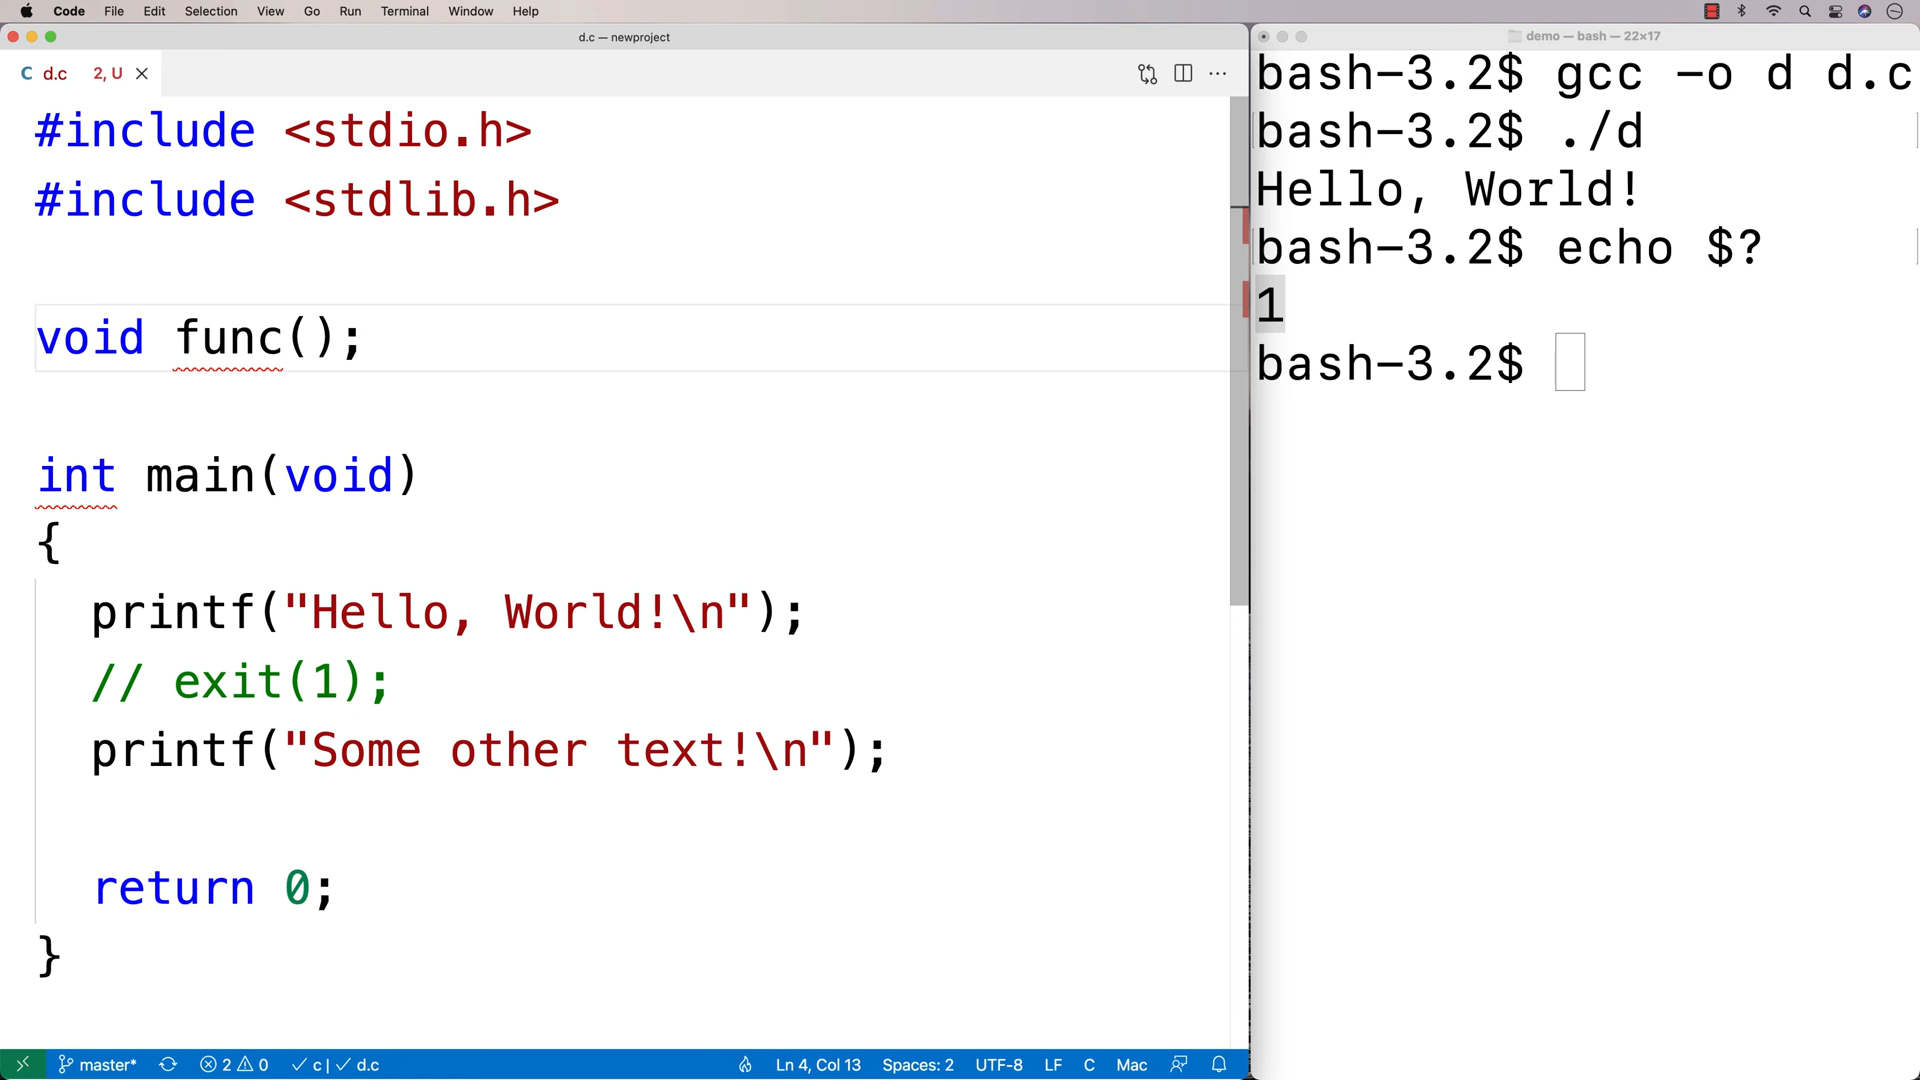 Code File Edit Selection View Go Run Terminal Window Help
d.c — newproject
C d.c 2, U
#include <stdio.h>
#include <stdlib.h>
void func();
int main(void)
{
printf("Hello, World!\n");
// exit(1);
printf("Some other text!\n");
return 0;
}
master* 2 0 c | d.c Ln 4, Col 13 Spaces: 2 UTF-8 LF C Mac
demo — bash — 22×17
bash-3.2$ gcc -o d d.c
bash-3.2$ ./d
Hello, World!
bash-3.2$ echo $?
1
bash-3.2$